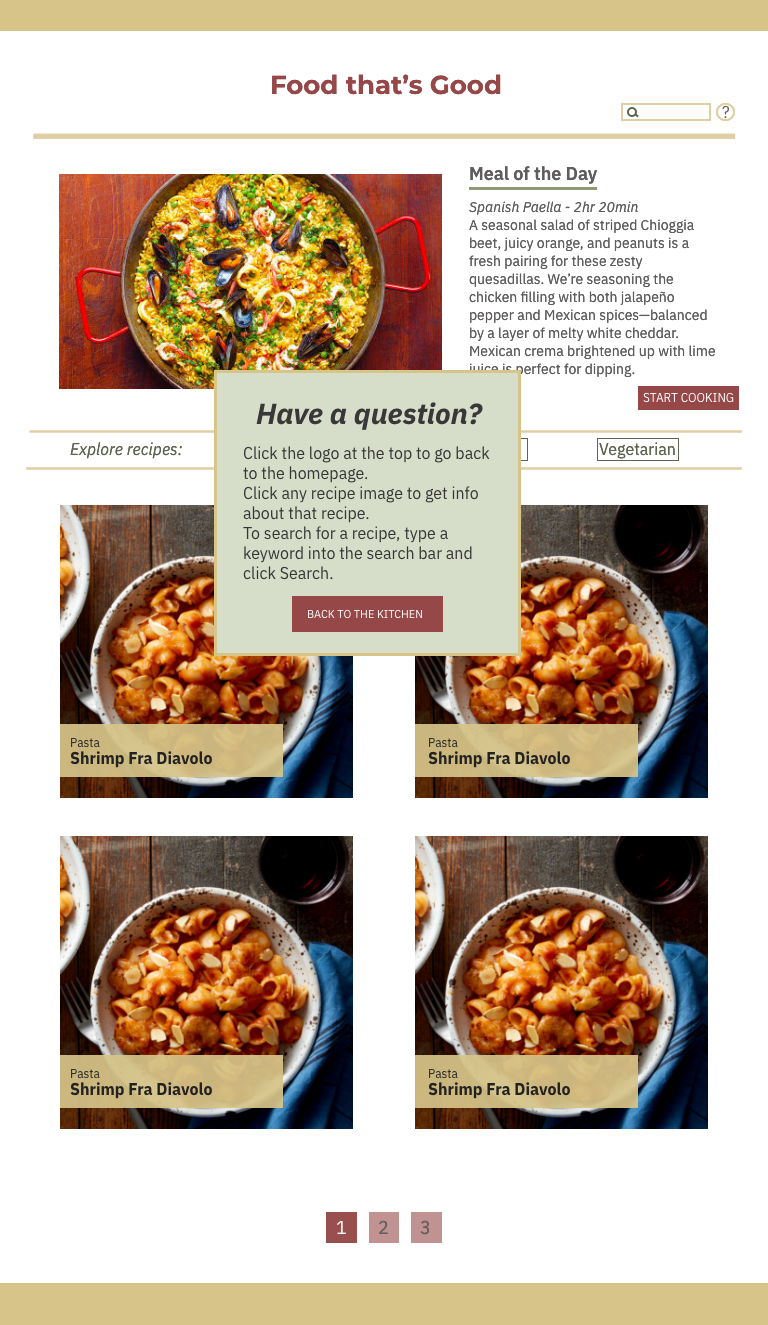 Food that’s Good
?
Meal of the Day
Spanish Paella - 2hr 20min
A seasonal salad of striped Chioggia
beet, juicy orange, and peanuts is a
fresh pairing for these zesty
quesadillas. We’re seasoning the
chicken filling with both jalapeño
pepper and Mexican spices—balanced
by a layer of melty white cheddar.
Mexican crema brightened up with lime
juice is perfect for dipping.
START COOKING
Explore recipes:
Vegetarian
Have a question?
Click the logo at the top to go back
to the homepage.
Click any recipe image to get info
about that recipe.
To search for a recipe, type a
keyword into the search bar and
click Search.
BACK TO THE KITCHEN
Pasta
Shrimp Fra Diavolo
Pasta
Shrimp Fra Diavolo
Pasta
Shrimp Fra Diavolo
Pasta
Shrimp Fra Diavolo
1 2 3